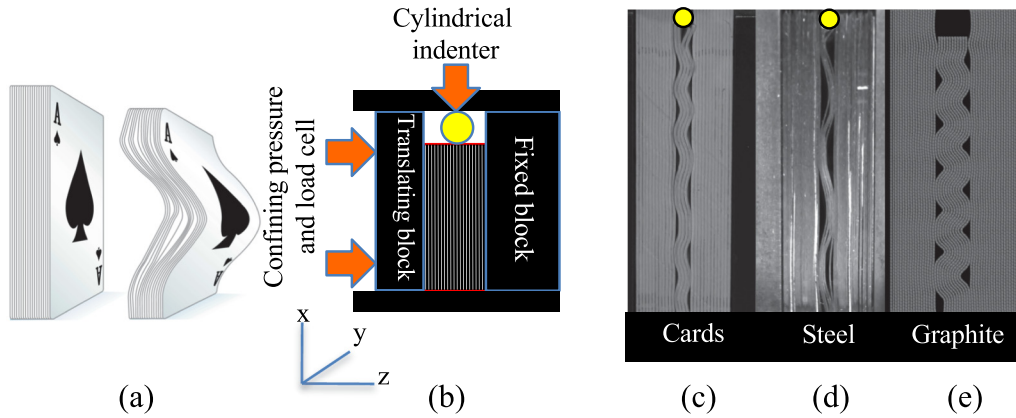 A
A
A
A
Cylindrical
indenter
Confining pressure
and load cell
Translating block
Fixed block
x
y
z
Cards
Steel
Graphite
(a)
(b)
(c)
(d)
(e)